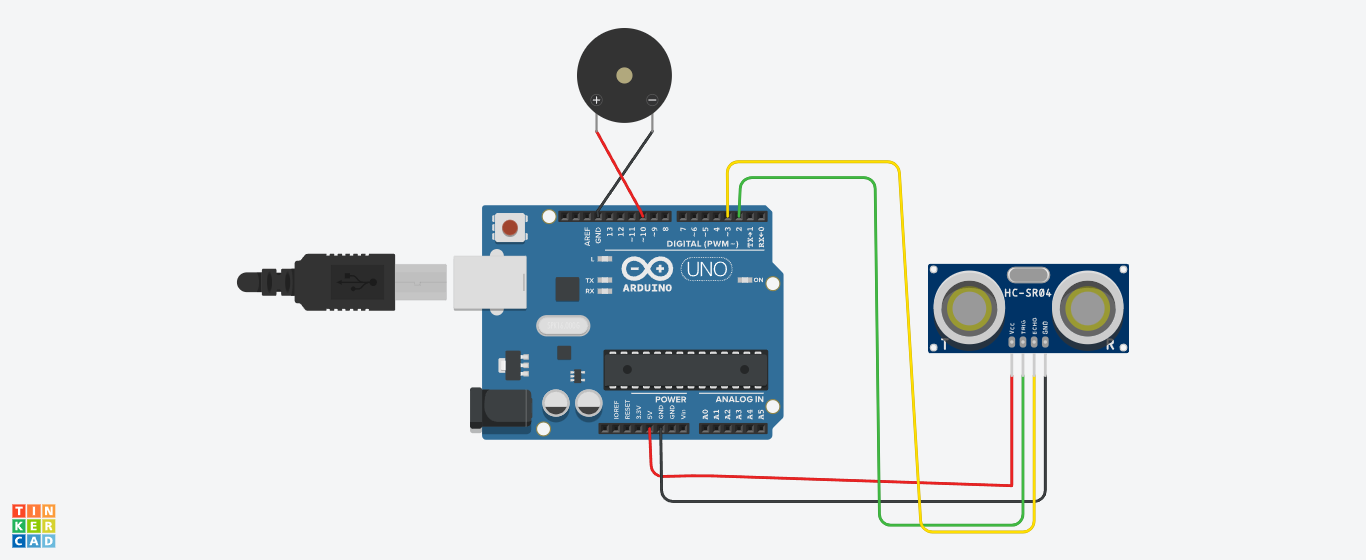 + −
AREF
GND
13
12
~11
~10
~9
8
7
~6
~5
4
~3
2
TX→1
RX←0
DIGITAL (PWM~)
L
TX
RX
ARDUINO
UNO
ON
HC-SR04
VCC
TRIG
ECHO
GND
T
R
POWER
ANALOG IN
IOREF
RESET
3.3V
5V
GND
GND
Vin
A0
A1
A2
A3
A4
A5
TIN
KER
CAD